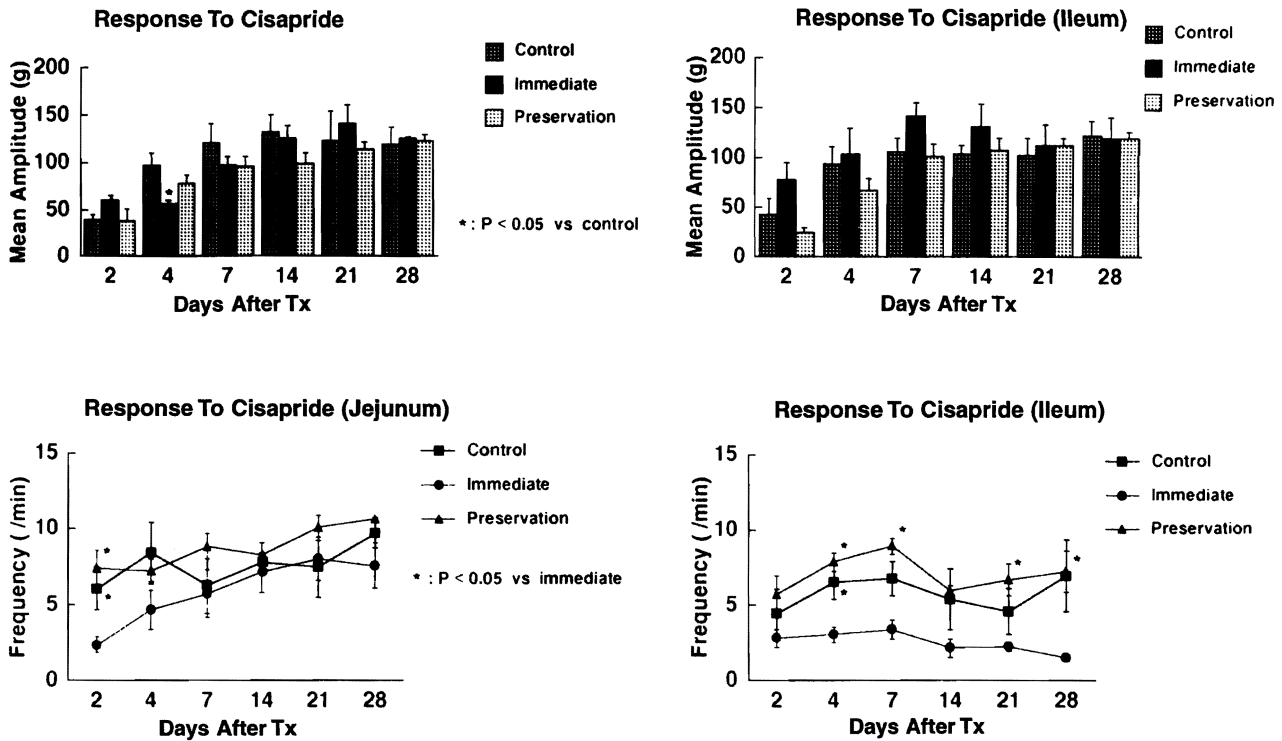 Response To Cisapride
Control
Immediate
Preservation
* : P < 0.05 vs control
Mean Amplitude (g)
200
150
100
50
0
2 4 7 14 21 28
Days After Tx
Response To Cisapride (Ileum)
Control
Immediate
Preservation
Mean Amplitude (g)
200
150
100
50
0
2 4 7 14 21 28
Days After Tx
Response To Cisapride (Jejunum)
Control
Immediate
Preservation
* : P < 0.05 vs immediate
Frequency ( /min)
15
10
5
0
2 4 7 14 21 28
Days After Tx
Response To Cisapride (Ileum)
Control
Immediate
Preservation
Frequency ( /min)
15
10
5
0
2 4 7 14 21 28
Days After Tx